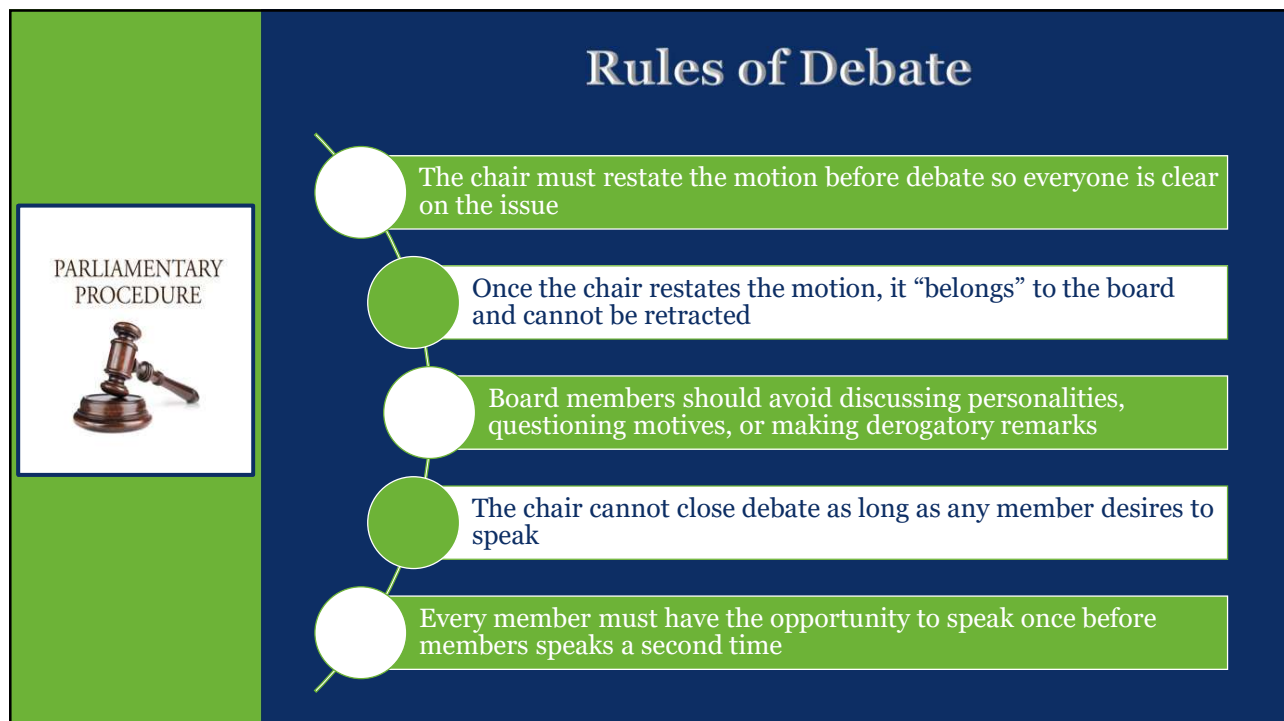 Rules of Debate
PARLIAMENTARY
PROCEDURE
The chair must restate the motion before debate so everyone is clear
on the issue
Once the chair restates the motion, it “belongs” to the board
and cannot be retracted
Board members should avoid discussing personalities,
questioning motives, or making derogatory remarks
The chair cannot close debate as long as any member desires to
speak
Every member must have the opportunity to speak once before
members speaks a second time